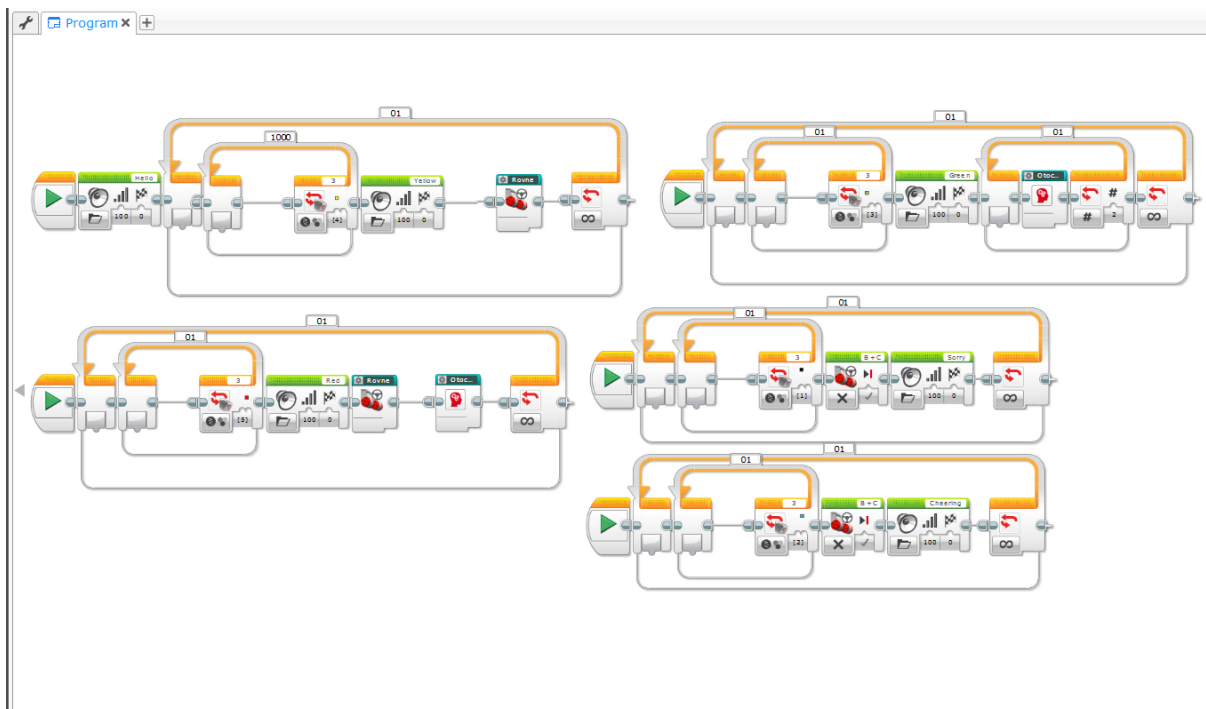 Program
01
1000
Hello
3
Yellow
Rovne
100 0
[4]
100 0
01
01
01
3
Green
Otoc...
#
[3]
100 0
# 2
01
01
3
Red
Rovne
Otoc...
[5]
100 0
01
01
3
B + C
Sorry
[1]
100 0
01
01
3
B + C
Cheering
[2]
100 0